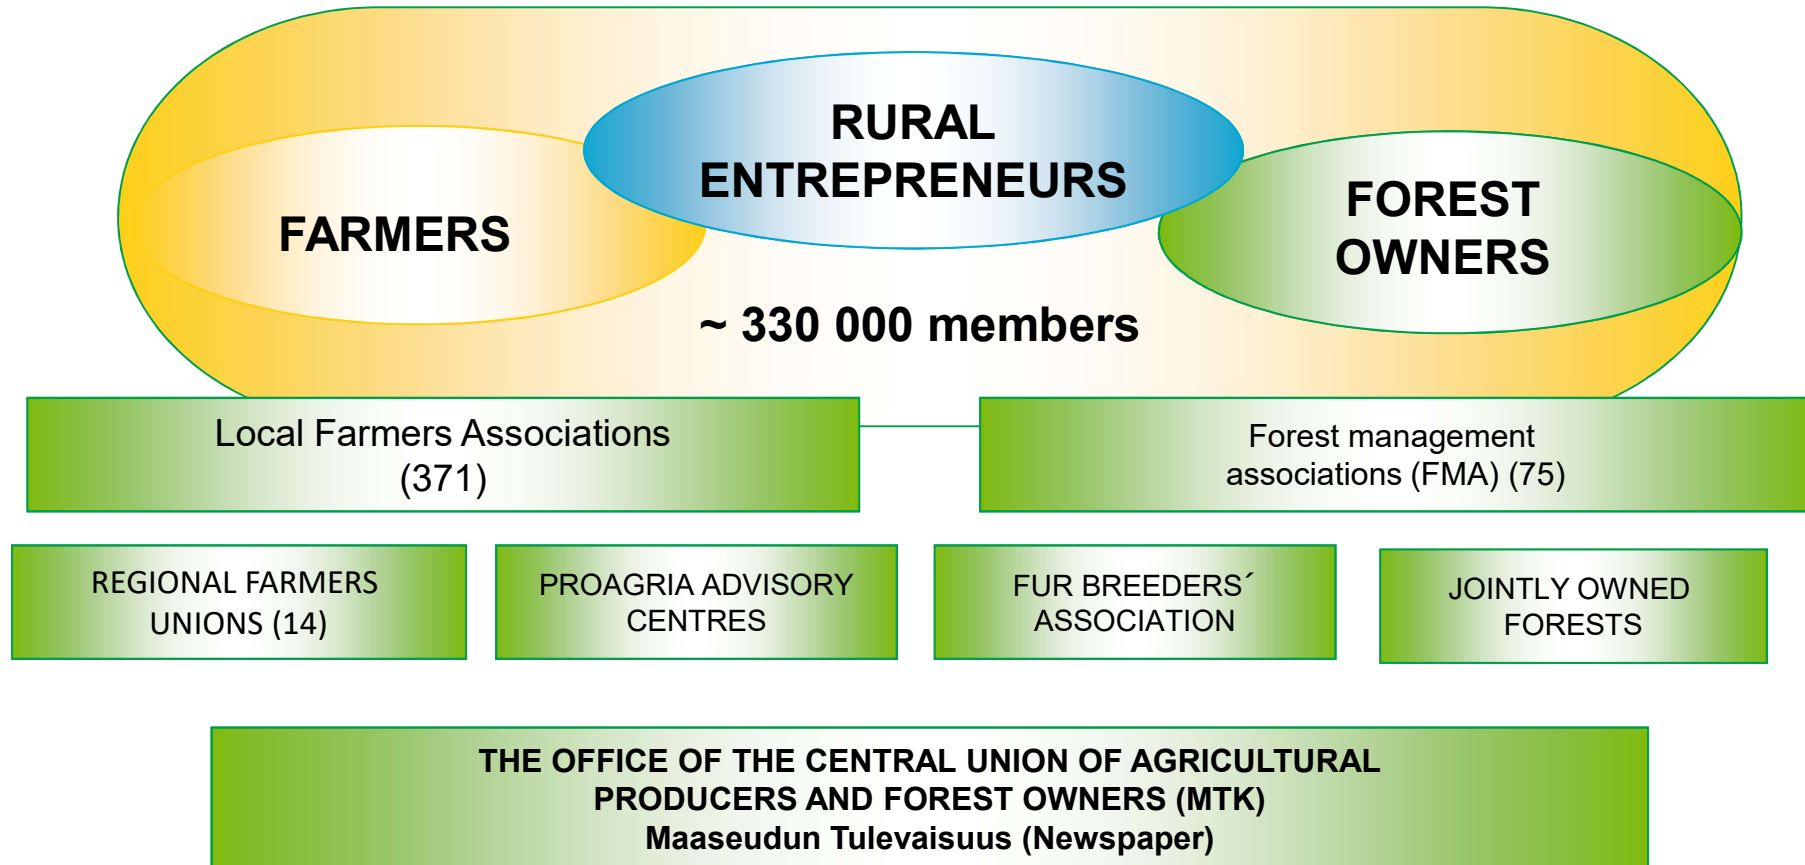 RURAL
ENTREPRENEURS
FARMERS
FOREST
OWNERS
~ 330 000 members
Local Farmers Associations
(371)
Forest management
associations (FMA) (75)
REGIONAL FARMERS
UNIONS (14)
PROAGRIA ADVISORY
CENTRES
FUR BREEDERS´
ASSOCIATION
JOINTLY OWNED
FORESTS
THE OFFICE OF THE CENTRAL UNION OF AGRICULTURAL
PRODUCERS AND FOREST OWNERS (MTK)
Maaseudun Tulevaisuus (Newspaper)